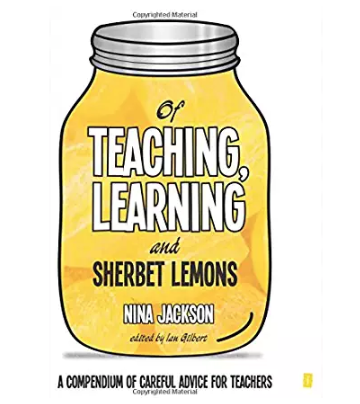 Copyrighted Material
Of
TEACHING,
LEARNING
and
SHERBET LEMONS
NINA JACKSON
edited by Ian Gilbert
A COMPENDIUM OF CAREFUL ADVICE FOR TEACHERS
Copyrighted Material